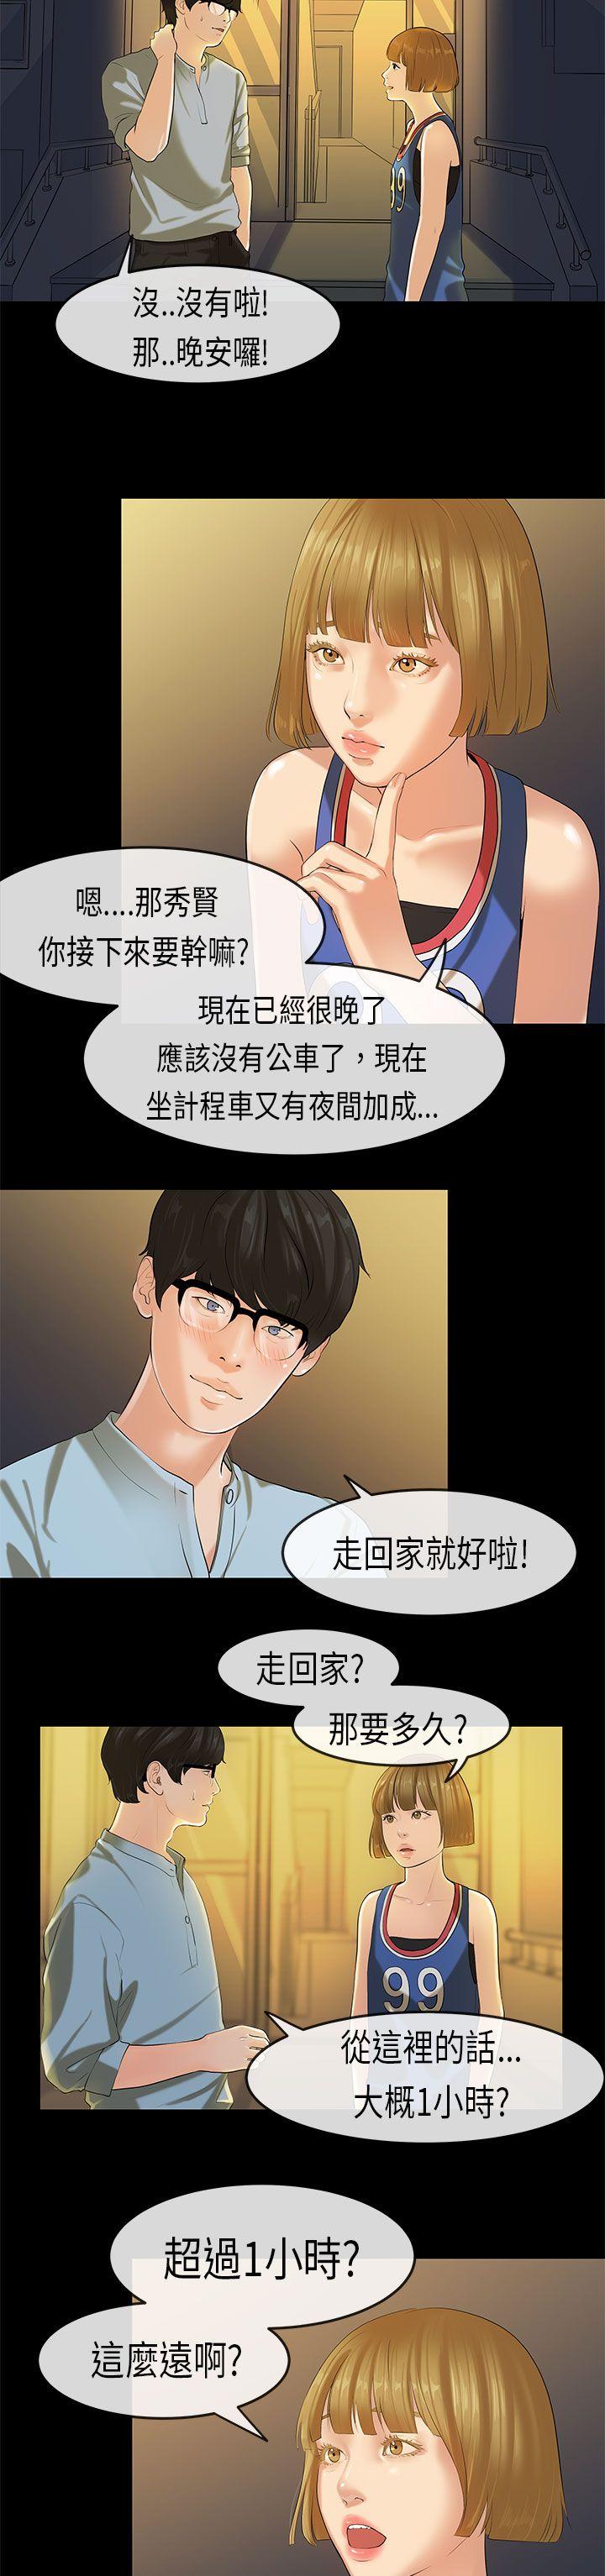 沒..沒有啦!
那..晚安囉!
嗯....那秀賢
你接下來要幹嘛?
現在已經很晚了
應該沒有公車了，現在
坐計程車又有夜間加成...
走回家就好啦!
走回家?
那要多久?
99
從這裡的話...
大概1小時?
超過1小時?
這麼遠啊?